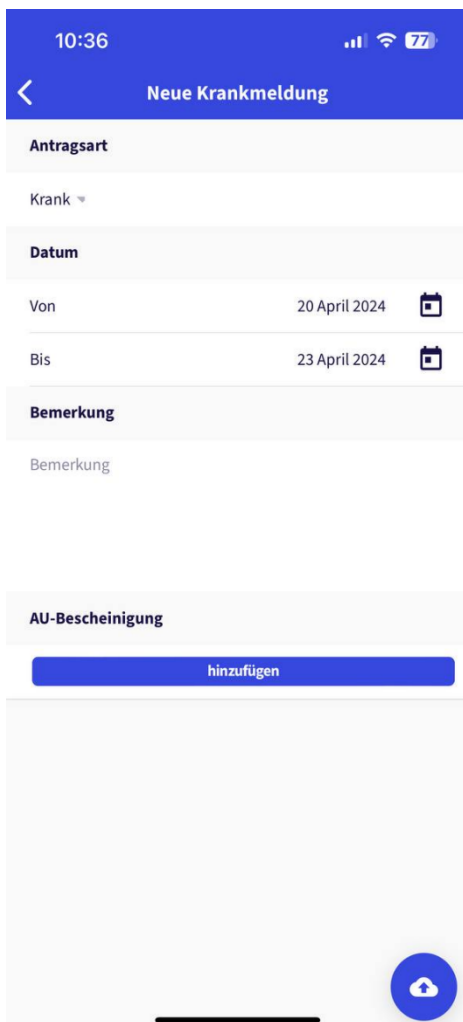 10:36
77
Neue Krankmeldung
Antragsart
Krank
Datum
Von 20 April 2024
Bis 23 April 2024
Bemerkung
Bemerkung
AU-Bescheinigung
hinzufügen